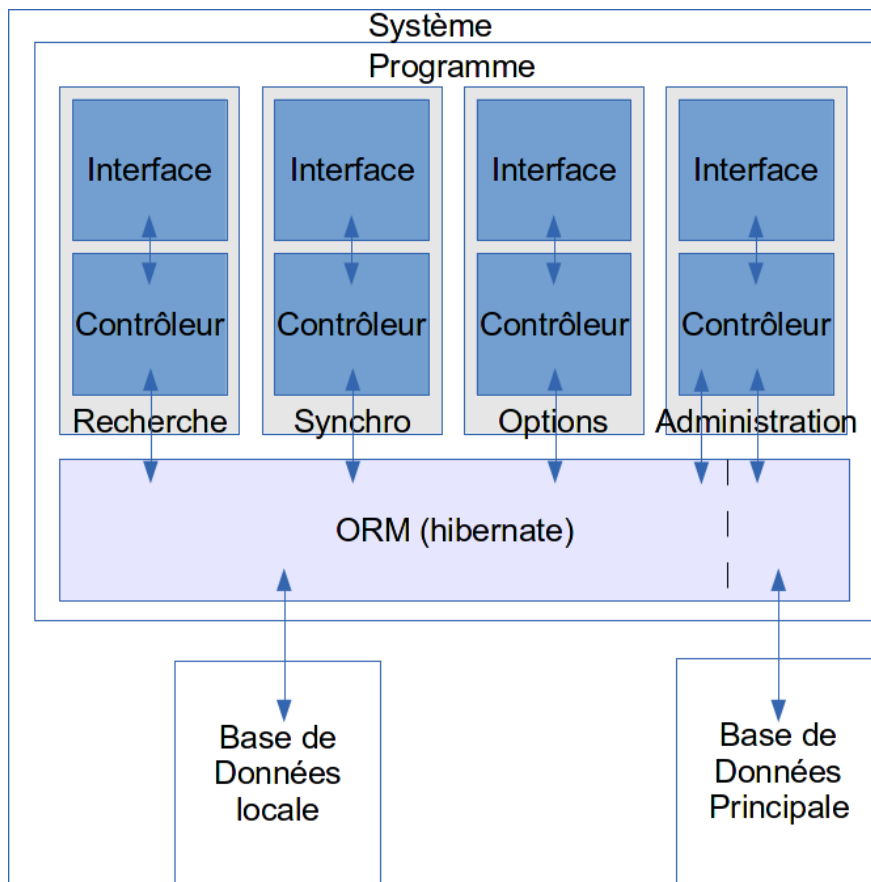 Système
Programme
Interface
Interface
Interface
Interface
Contrôleur
Contrôleur
Contrôleur
Contrôleur
Recherche
Synchro
Options
Administration
ORM (hibernate)
Base de
Données
locale
Base de
Données
Principale